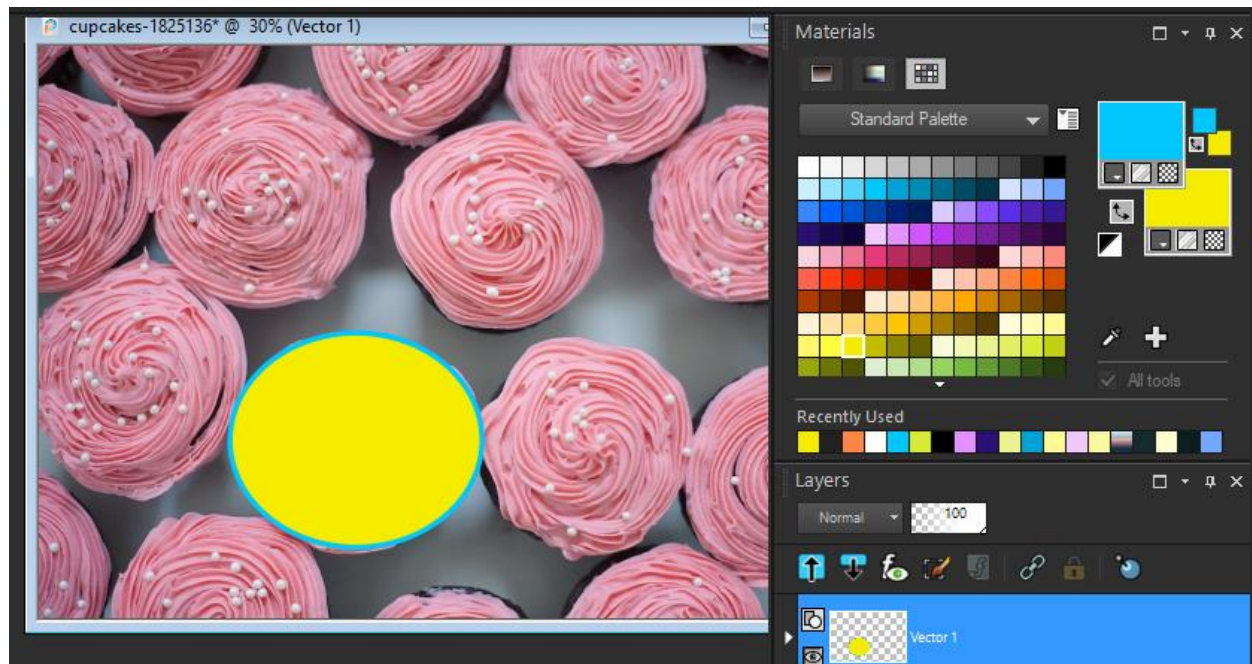 cupcakes-1825136* @ 30% (Vector 1)
Materials
Standard Palette
All tools
Recently Used
Layers
Normal
100
Vector 1